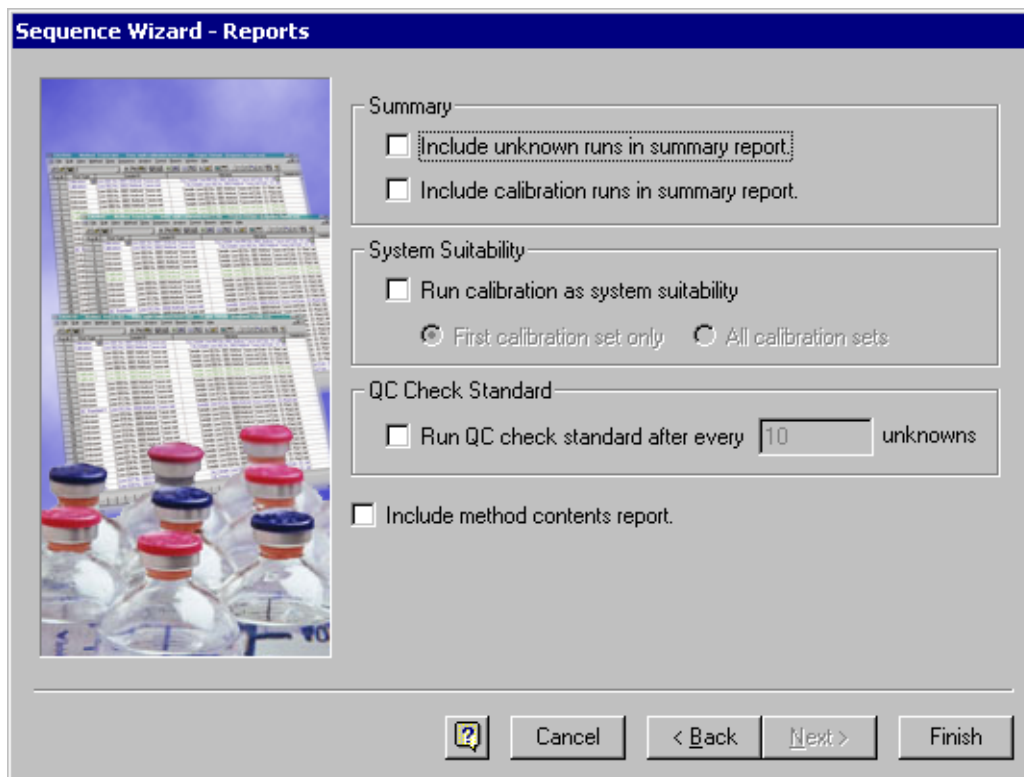 Sequence Wizard - Reports
Summary
Include unknown runs in summary report.
Include calibration runs in summary report.
System Suitability
Run calibration as system suitability
First calibration set only All calibration sets
QC Check Standard
Run QC check standard after every 10 unknowns
Include method contents report.
? Cancel < Back Next > Finish